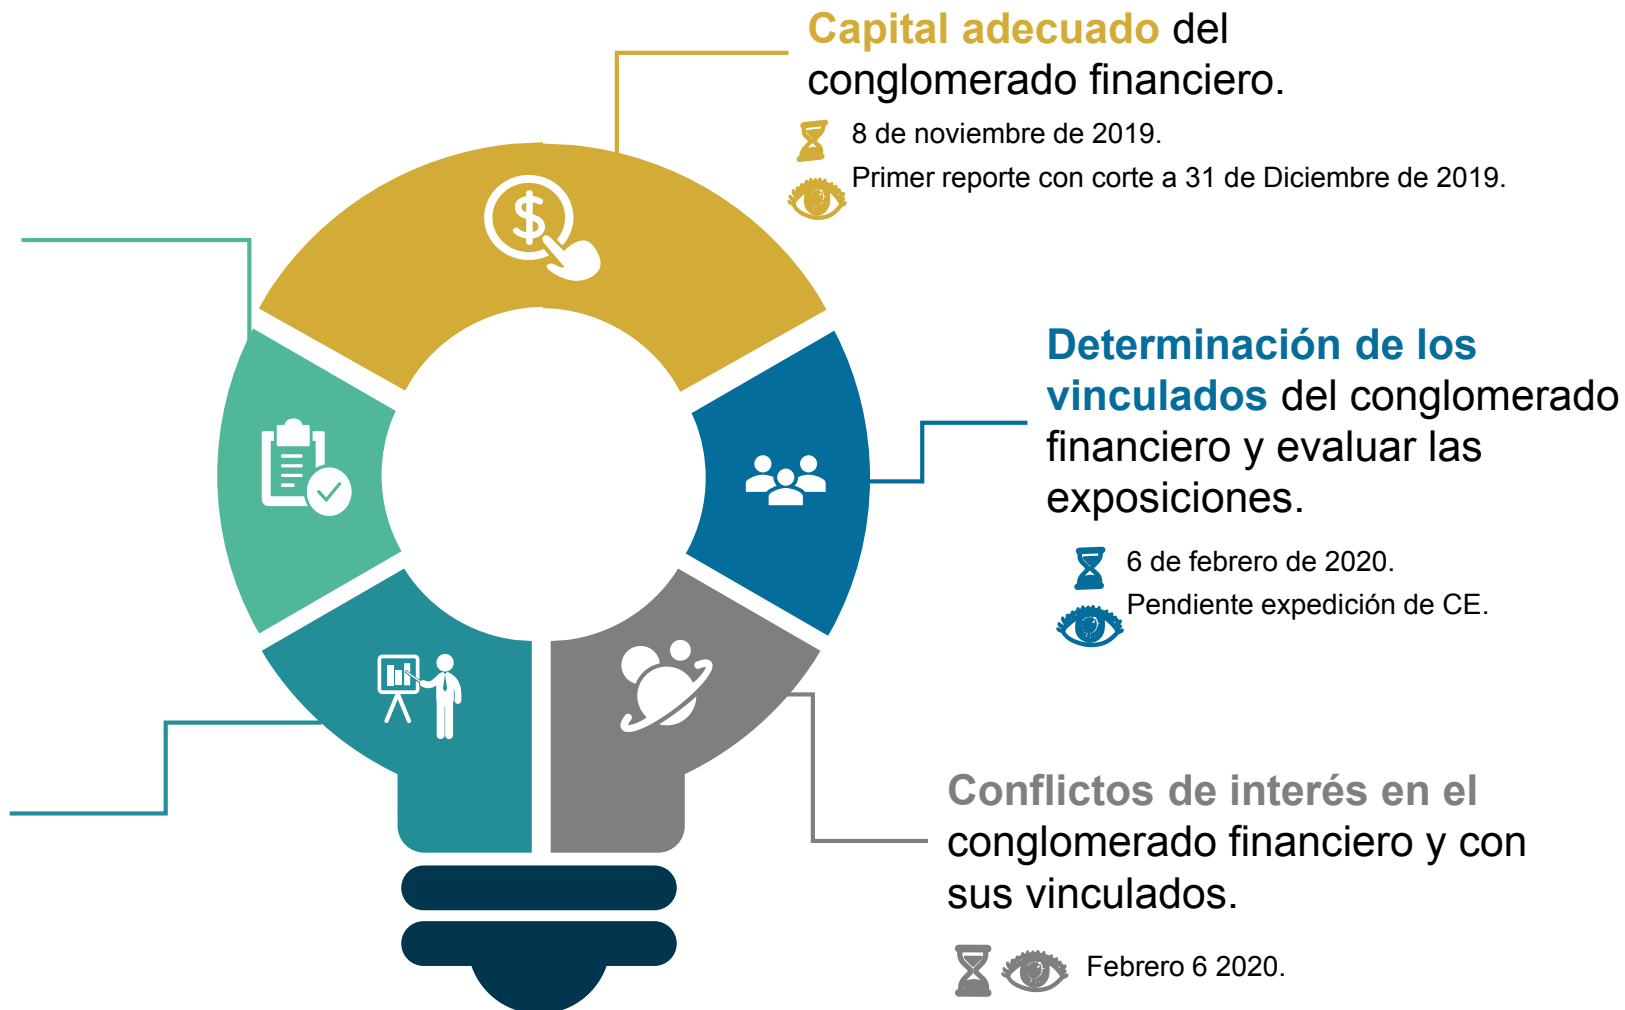 Capital adecuado del
conglomerado financiero.
8 de noviembre de 2019.
Primer reporte con corte a 31 de Diciembre de 2019.
Determinación de los
vinculados del conglomerado
financiero y evaluar las
exposiciones.
6 de febrero de 2020.
Pendiente expedición de CE.
Conflictos de interés en el
conglomerado financiero y con
sus vinculados.
Febrero 6 2020.